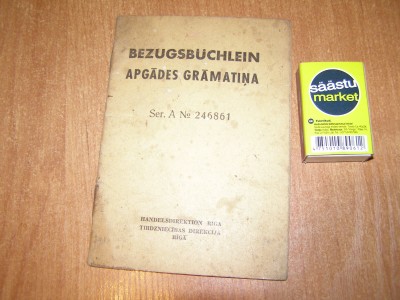 BEZUGSBÜCHLEIN
APGĀDES GRĀMATIŅA
Ser. A № 246861
HANDELSDIREKTION RIGA
TIRDZNIECĪBAS DIREKCIJA
RĪGĀ
säästu
market